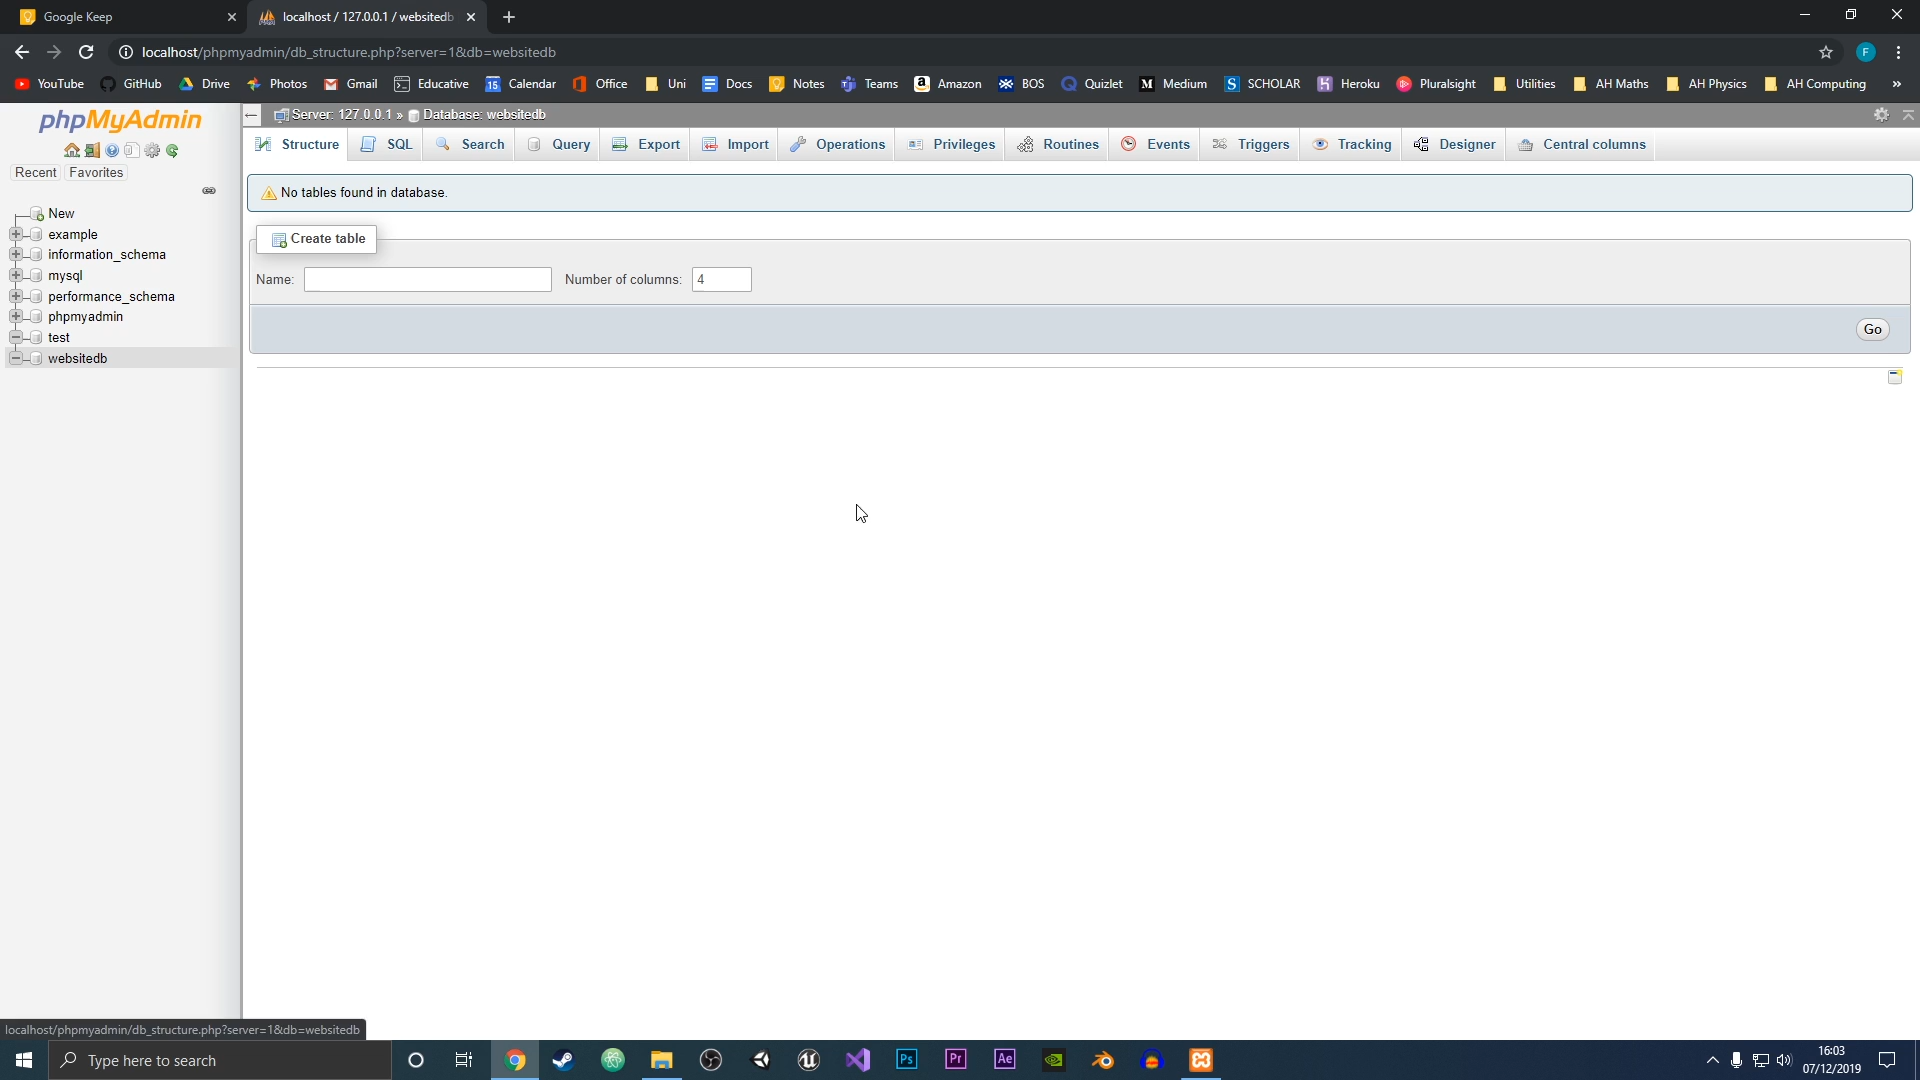 Google Keep
localhost / 127.0.0.1 / websitedb
localhost/phpmyadmin/db_structure.php?server=1&db=websitedb
F
YouTube GitHub Drive Photos Gmail Educative Calendar Office Uni Docs Notes Teams Amazon BOS Quizlet Medium SCHOLAR Heroku Pluralsight Utilities AH Maths AH Physics AH Computing »
phpMyAdmin
Recent Favorites
New
example
information_schema
mysql
performance_schema
phpmyadmin
test
websitedb
Server: 127.0.0.1 » Database: websitedb
Structure SQL Search Query Export Import Operations Privileges Routines Events Triggers Tracking Designer Central columns
No tables found in database.
Create table
Name: Number of columns: 4
Go
localhost/phpmyadmin/db_structure.php?server=1&db=websitedb
Type here to search
Ps Pr Ae
16:03
07/12/2019